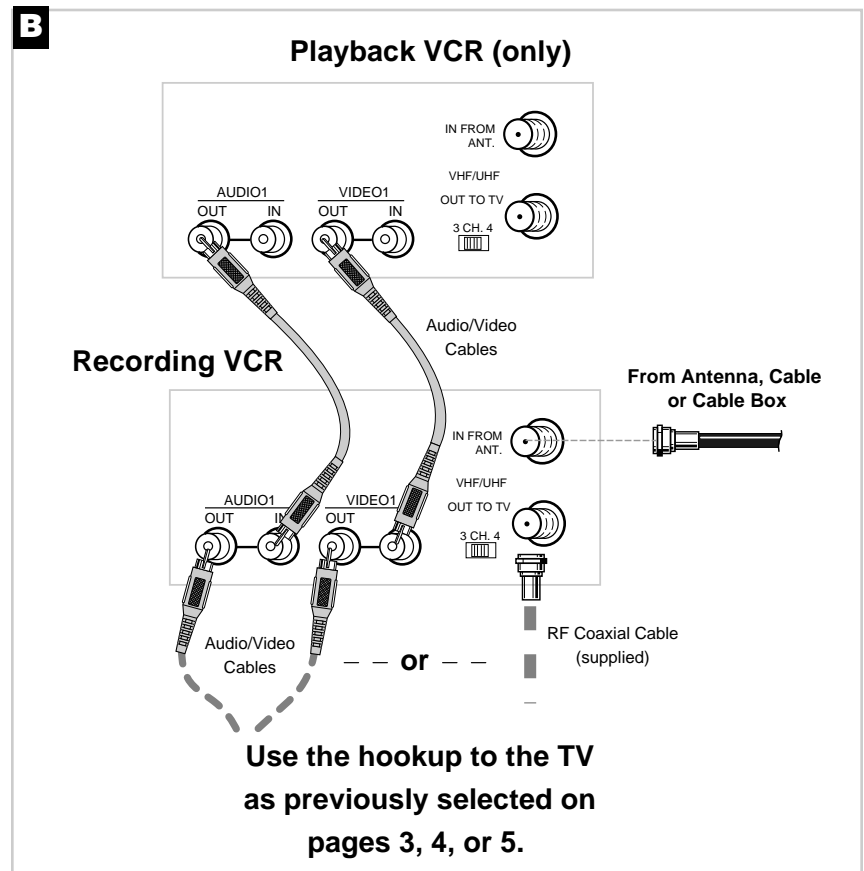 B
Playback VCR (only)
IN FROM
ANT.
VHF/UHF
AUDIO1
VIDEO1
OUT TO TV
OUT
IN
OUT
IN
3 CH. 4
Audio/Video
Cables
Recording VCR
From Antenna, Cable
or Cable Box
IN FROM
ANT.
VHF/UHF
AUDIO1
VIDEO1
OUT TO TV
OUT
IN
OUT
3 CH. 4
Audio/Video
Cables
or
RF Coaxial Cable
(supplied)
Use the hookup to the TV
as previously selected on
pages 3, 4, or 5.